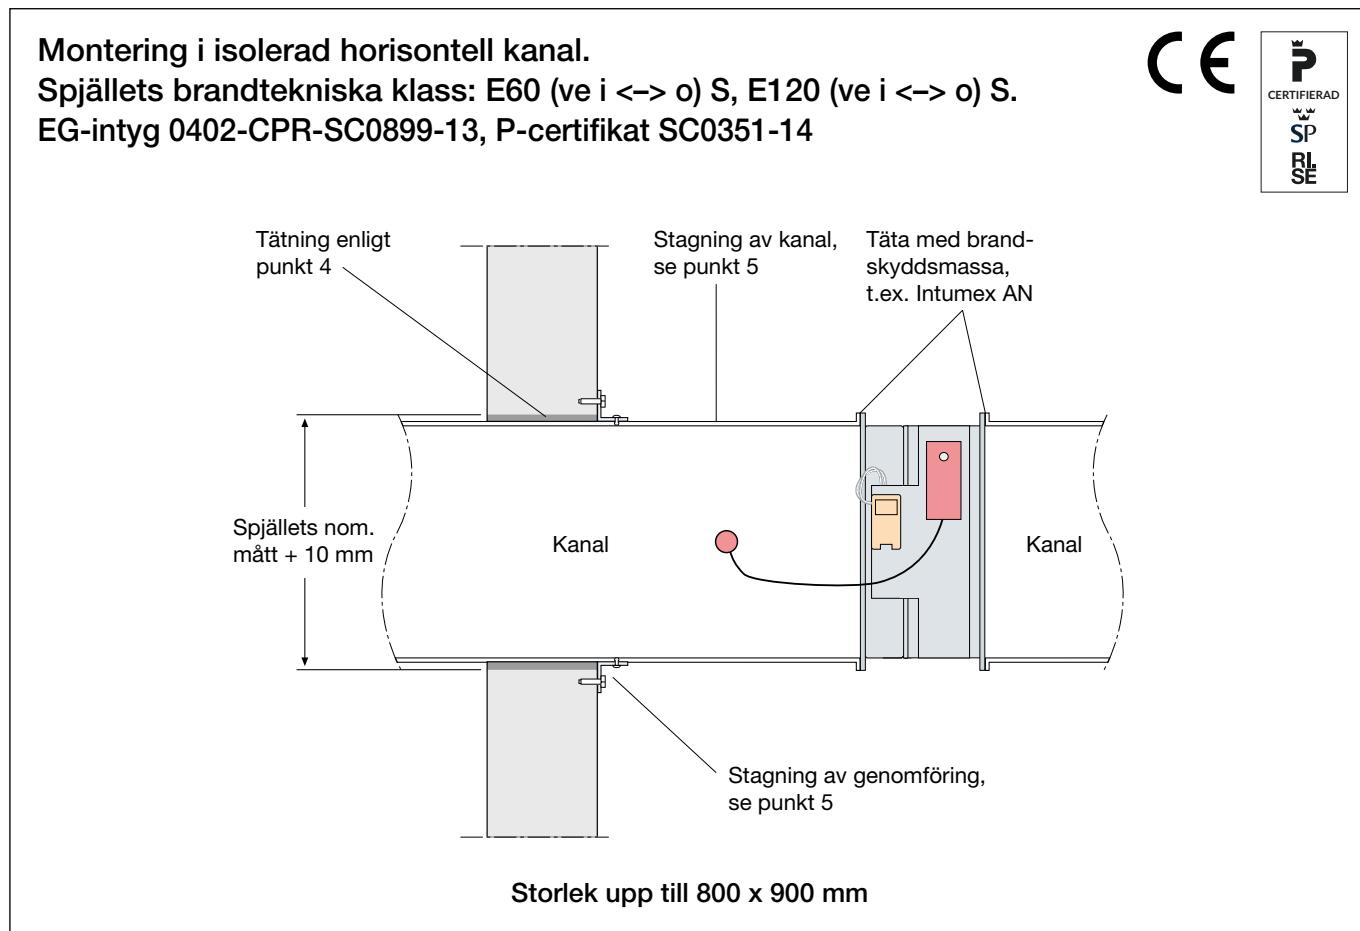 Montering i isolerad horisontell kanal.
Spjällets brandtekniska klass: E60 (ve i <–> o) S, E120 (ve i <–> o) S.
EG-intyg 0402-CPR-SC0899-13, P-certifikat SC0351-14
CE
P
CERTIFIERAD
SP
RI.
SE
Tätning enligt
punkt 4
Stagning av kanal,
se punkt 5
Täta med brand-
skyddsmassa,
t.ex. Intumex AN
Spjällets nom.
mått + 10 mm
Kanal
Kanal
Stagning av genomföring,
se punkt 5
Storlek upp till 800 x 900 mm